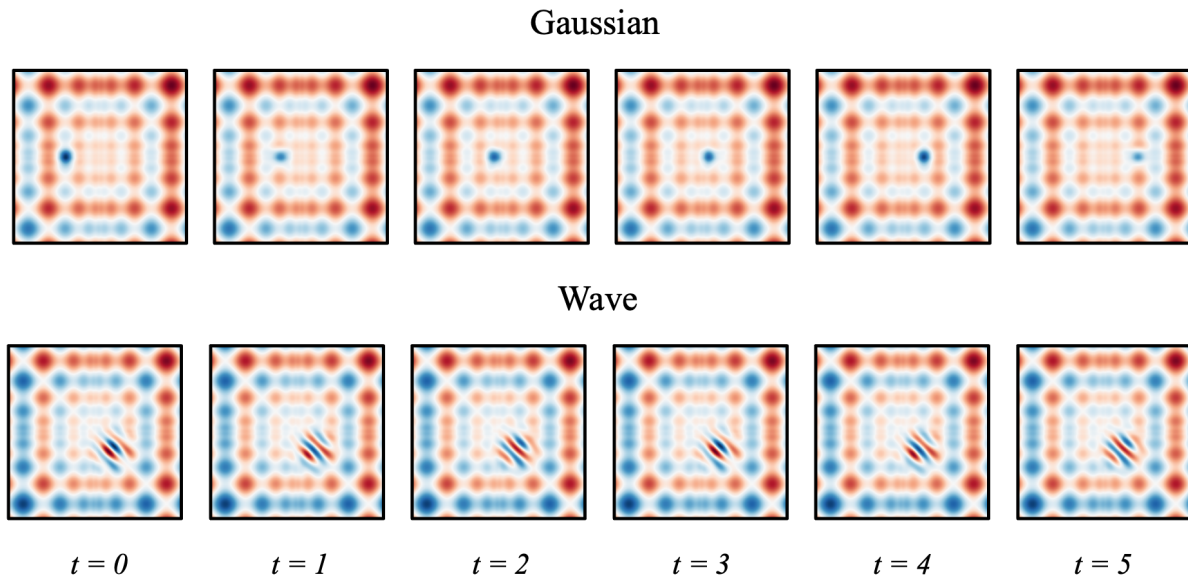 Gaussian
Wave
t = 0 t = 1 t = 2 t = 3 t = 4 t = 5